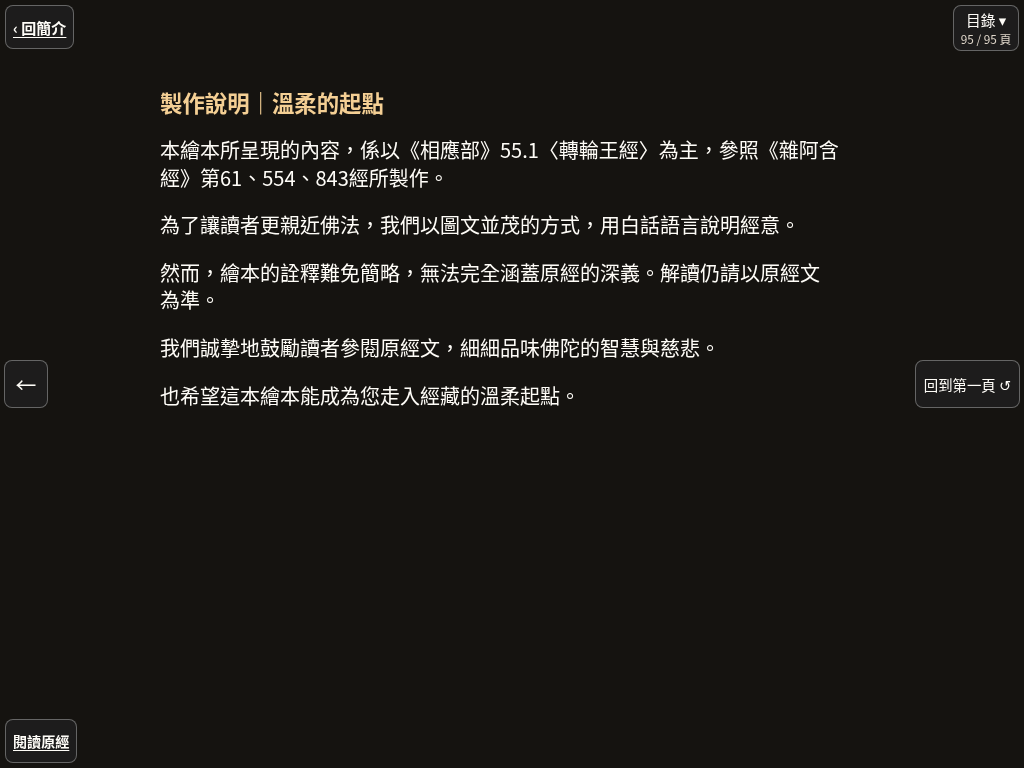 ‹ 回簡介
目錄 ▾
95 / 95 頁
製作說明｜溫柔的起點
本繪本所呈現的內容，係以《相應部》55.1〈轉輪王經〉為主，參照《雜阿含
經》第61、554、843經所製作。
為了讓讀者更親近佛法，我們以圖文並茂的方式，用白話語言說明經意。
然而，繪本的詮釋難免簡略，無法完全涵蓋原經的深義。解讀仍請以原經文
為準。
我們誠摯地鼓勵讀者參閱原經文，細細品味佛陀的智慧與慈悲。
←
回到第一頁 ↺
也希望這本繪本能成為您走入經藏的溫柔起點。
閱讀原經